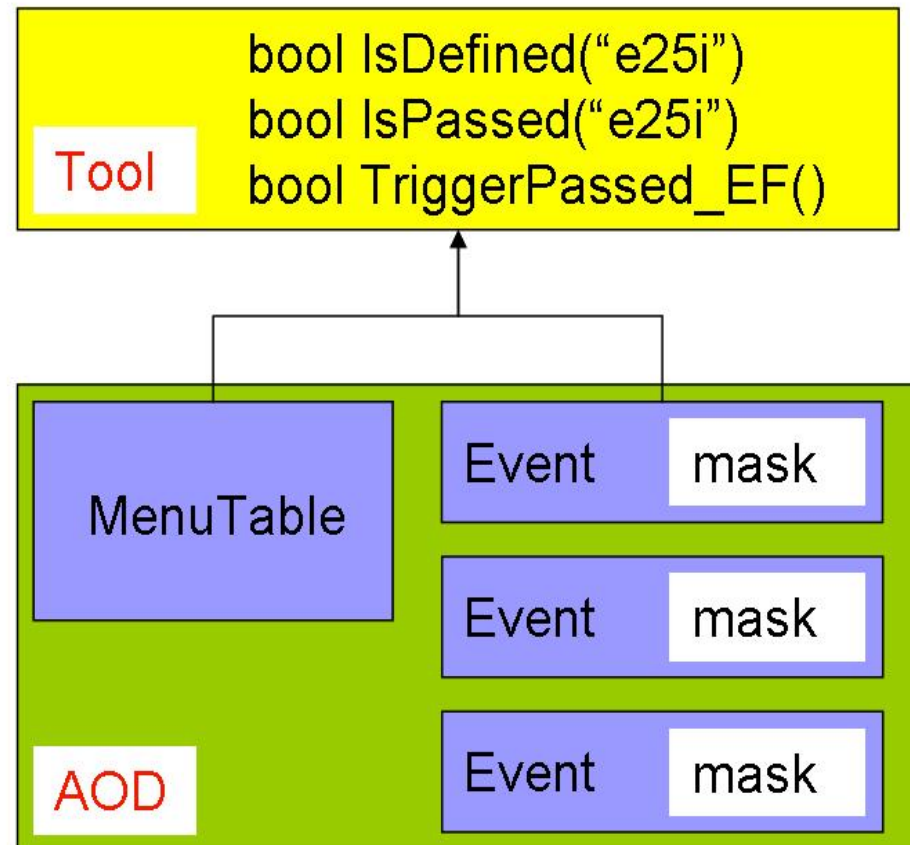 bool IsDefined(“e25i”)
bool IsPassed(“e25i”)
bool TriggerPassed_EF()
Tool
MenuTable
Event mask
Event mask
Event mask
AOD